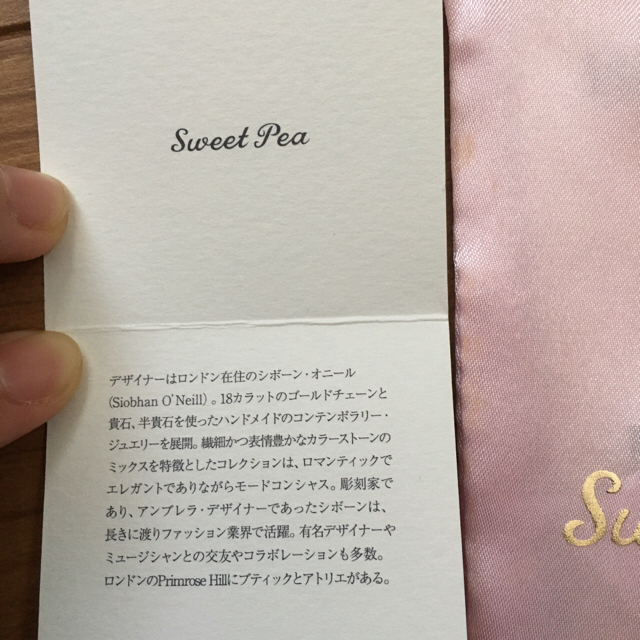 Sweet Pea
デザイナーはロンドン在住のシボーン・オニール
(Siobhan O'Neill) 。18カラットのゴールドチェーンと
貴石、半貴石を使ったハンドメイドのコンテンポラリー・
ジュエリーを展開。繊細かつ表情豊かなカラーストーンの
ミックスを特徴としたコレクションは、ロマンティックで
エレガントでありながらモードコンシャス。彫刻家で
あり、アンブレラ・デザイナーであったシボーンは、
長きに渡りファッション業界で活躍。有名デザイナーや
ミュージシャンとの交友やコラボレーションも多数。
ロンドンのPrimrose Hillにブティックとアトリエがある。
Su